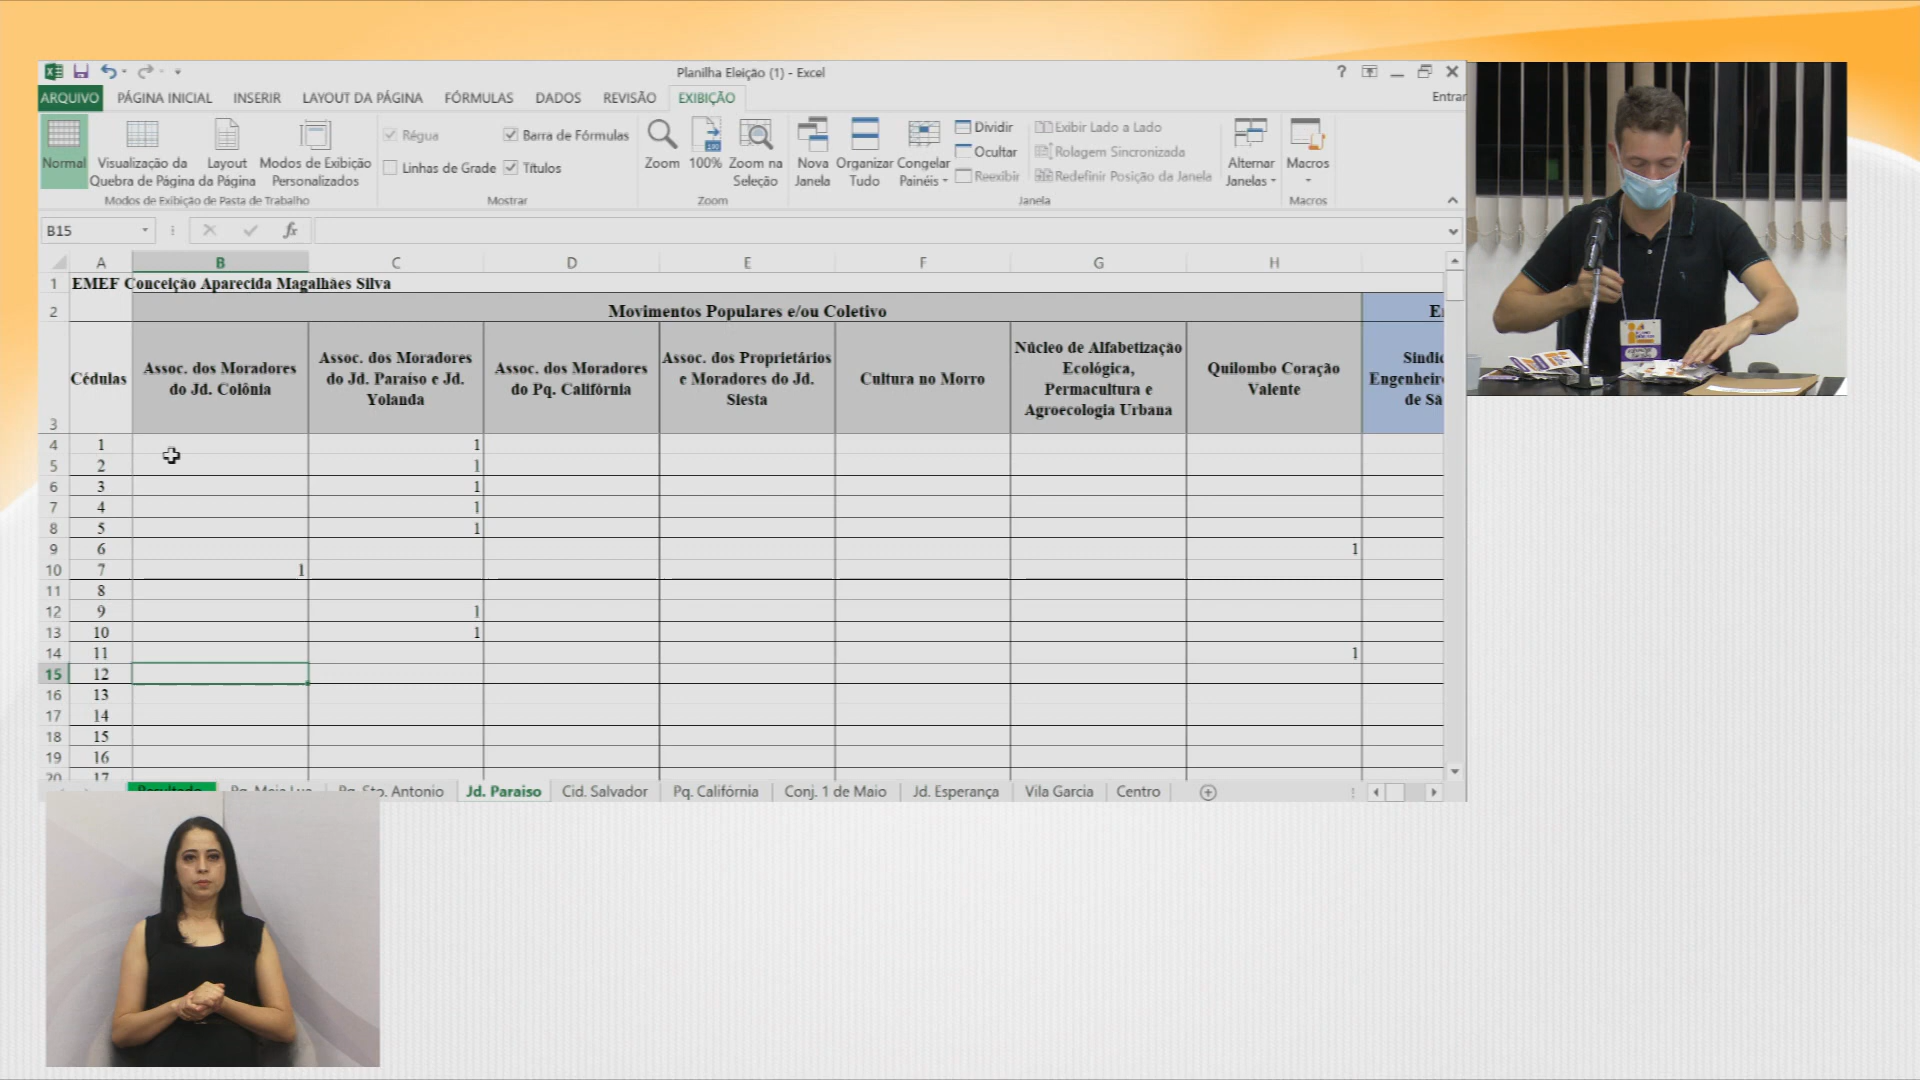 Planilha Eleição (1) - Excel
?
ARQUIVO PÁGINA INICIAL INSERIR LAYOUT DA PÁGINA FÓRMULAS DADOS REVISÃO EXIBIÇÃO Entrar
Normal Visualização da Quebra de Página Layout da Página Modos de Exibição Personalizados
Modos de Exibição de Pasta de Trabalho
Régua Barra de Fórmulas
Linhas de Grade Títulos
Mostrar
Zoom 100% Zoom na Seleção
Zoom
Nova Janela Organizar Tudo Congelar Painéis
Dividir Exibir Lado a Lado
Ocultar Rolagem Sincronizada
Reexibir Redefinir Posição da Janela
Alternar Janelas
Janela
Macros
Macros
B15 fx
A B C D E F G H
1 EMEF Conceição Aparecida Magalhães Silva
2 Movimentos Populares e/ou Coletivo
3 Cédulas
Assoc. dos Moradores do Jd. Colônia
Assoc. dos Moradores do Jd. Paraíso e Jd. Yolanda
Assoc. dos Moradores do Pq. Califórnia
Assoc. dos Proprietários e Moradores do Jd. Siesta
Cultura no Morro
Núcleo de Alfabetização Ecológica, Permacultura e Agroecologia Urbana
Quilombo Coração Valente
4 1 1
5 2 1
6 3 1
7 4 1
8 5 1
9 6 1
10 7 1
11 8
12 9 1
13 10 1
14 11 1
15 12
16 13
17 14
18 15
19 16
20 17
Sto. Antonio Jd. Paraíso Cid. Salvador Pq. Califórnia Conj. 1 de Maio Jd. Esperança Vila Garcia Centro